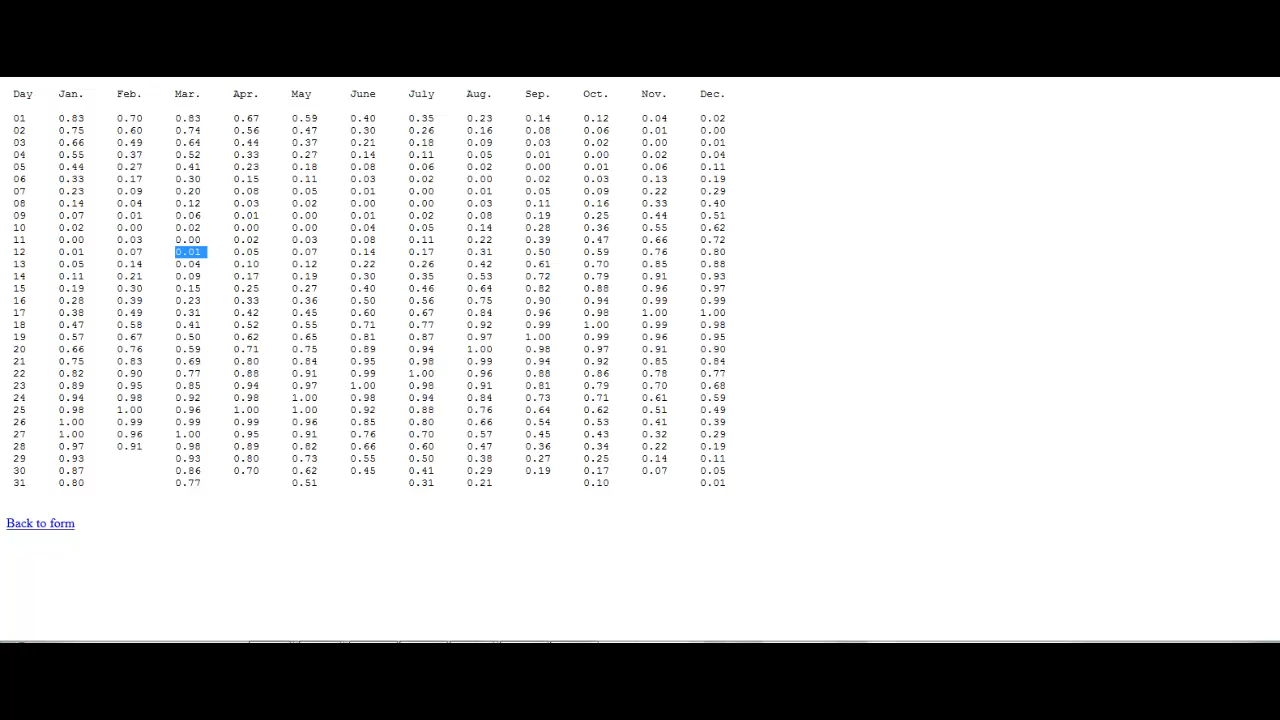 Day Jan. Feb. Mar. Apr. May June July Aug. Sep. Oct. Nov. Dec.
01 0.83 0.70 0.83 0.67 0.59 0.40 0.35 0.23 0.14 0.12 0.04 0.02
02 0.75 0.60 0.74 0.56 0.47 0.30 0.26 0.16 0.08 0.06 0.01 0.00
03 0.66 0.49 0.64 0.44 0.37 0.21 0.18 0.09 0.03 0.02 0.00 0.01
04 0.55 0.37 0.52 0.33 0.27 0.14 0.11 0.05 0.01 0.00 0.02 0.04
05 0.44 0.27 0.41 0.23 0.18 0.08 0.06 0.02 0.00 0.01 0.06 0.11
06 0.33 0.17 0.30 0.15 0.11 0.03 0.02 0.00 0.02 0.03 0.13 0.19
07 0.23 0.09 0.20 0.08 0.05 0.01 0.00 0.01 0.05 0.09 0.22 0.29
08 0.14 0.04 0.12 0.03 0.02 0.00 0.00 0.03 0.11 0.16 0.33 0.40
09 0.07 0.01 0.06 0.01 0.00 0.01 0.02 0.08 0.19 0.25 0.44 0.51
10 0.02 0.00 0.02 0.00 0.00 0.04 0.05 0.14 0.28 0.36 0.55 0.62
11 0.00 0.03 0.00 0.02 0.03 0.08 0.11 0.22 0.39 0.47 0.66 0.72
12 0.01 0.07 0.01 0.05 0.07 0.14 0.17 0.31 0.50 0.59 0.76 0.80
13 0.05 0.14 0.04 0.10 0.12 0.22 0.26 0.42 0.61 0.70 0.85 0.88
14 0.11 0.21 0.09 0.17 0.19 0.30 0.35 0.53 0.72 0.79 0.91 0.93
15 0.19 0.30 0.15 0.25 0.27 0.40 0.46 0.64 0.82 0.88 0.96 0.97
16 0.28 0.39 0.23 0.33 0.36 0.50 0.56 0.75 0.90 0.94 0.99 0.99
17 0.38 0.49 0.31 0.42 0.45 0.60 0.67 0.84 0.96 0.98 1.00 1.00
18 0.47 0.58 0.41 0.52 0.55 0.71 0.77 0.92 0.99 1.00 0.99 0.98
19 0.57 0.67 0.50 0.62 0.65 0.81 0.87 0.97 1.00 0.99 0.96 0.95
20 0.66 0.76 0.59 0.71 0.75 0.89 0.94 1.00 0.98 0.97 0.91 0.90
21 0.75 0.83 0.69 0.80 0.84 0.95 0.98 0.99 0.94 0.92 0.85 0.84
22 0.82 0.90 0.77 0.88 0.91 0.99 1.00 0.96 0.88 0.86 0.78 0.77
23 0.89 0.95 0.85 0.94 0.97 1.00 0.98 0.91 0.81 0.79 0.70 0.68
24 0.94 0.98 0.92 0.98 1.00 0.98 0.94 0.84 0.73 0.71 0.61 0.59
25 0.98 1.00 0.96 1.00 1.00 0.92 0.88 0.76 0.64 0.62 0.51 0.49
26 1.00 0.99 0.99 0.99 0.96 0.85 0.80 0.66 0.54 0.53 0.41 0.39
27 1.00 0.96 1.00 0.95 0.91 0.76 0.70 0.57 0.45 0.43 0.32 0.29
28 0.97 0.91 0.98 0.89 0.82 0.66 0.60 0.47 0.36 0.34 0.22 0.19
29 0.93 0.93 0.80 0.73 0.55 0.50 0.38 0.27 0.25 0.14 0.11
30 0.87 0.86 0.70 0.62 0.45 0.41 0.29 0.19 0.17 0.07 0.05
31 0.80 0.77 0.51 0.31 0.21 0.10 0.01
Back to form